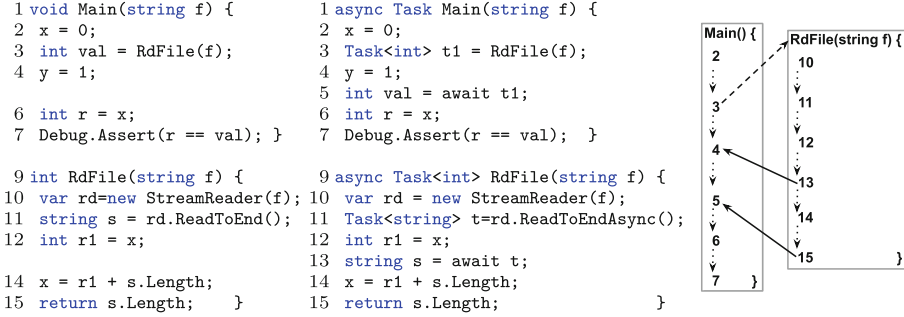 1 void Main(string f) {
2 x = 0;
3 int val = RdFile(f);
4 y = 1;
6 int r = x;
7 Debug.Assert(r == val); }
9 int RdFile(string f) {
10 var rd=new StreamReader(f);
11 string s = rd.ReadToEnd();
12 int r1 = x;
14 x = r1 + s.Length;
15 return s.Length; }
1 async Task Main(string f) {
2 x = 0;
3 Task<int> t1 = RdFile(f);
4 y = 1;
5 int val = await t1;
6 int r = x;
7 Debug.Assert(r == val); }
9 async Task<int> RdFile(string f) {
10 var rd = new StreamReader(f);
11 Task<string> t=rd.ReadToEndAsync();
12 int r1 = x;
13 string s = await t;
14 x = r1 + s.Length;
15 return s.Length; }
Main() {
2
3
4
5
6
7 }
RdFile(string f) {
10
11
12
13
14
15 }